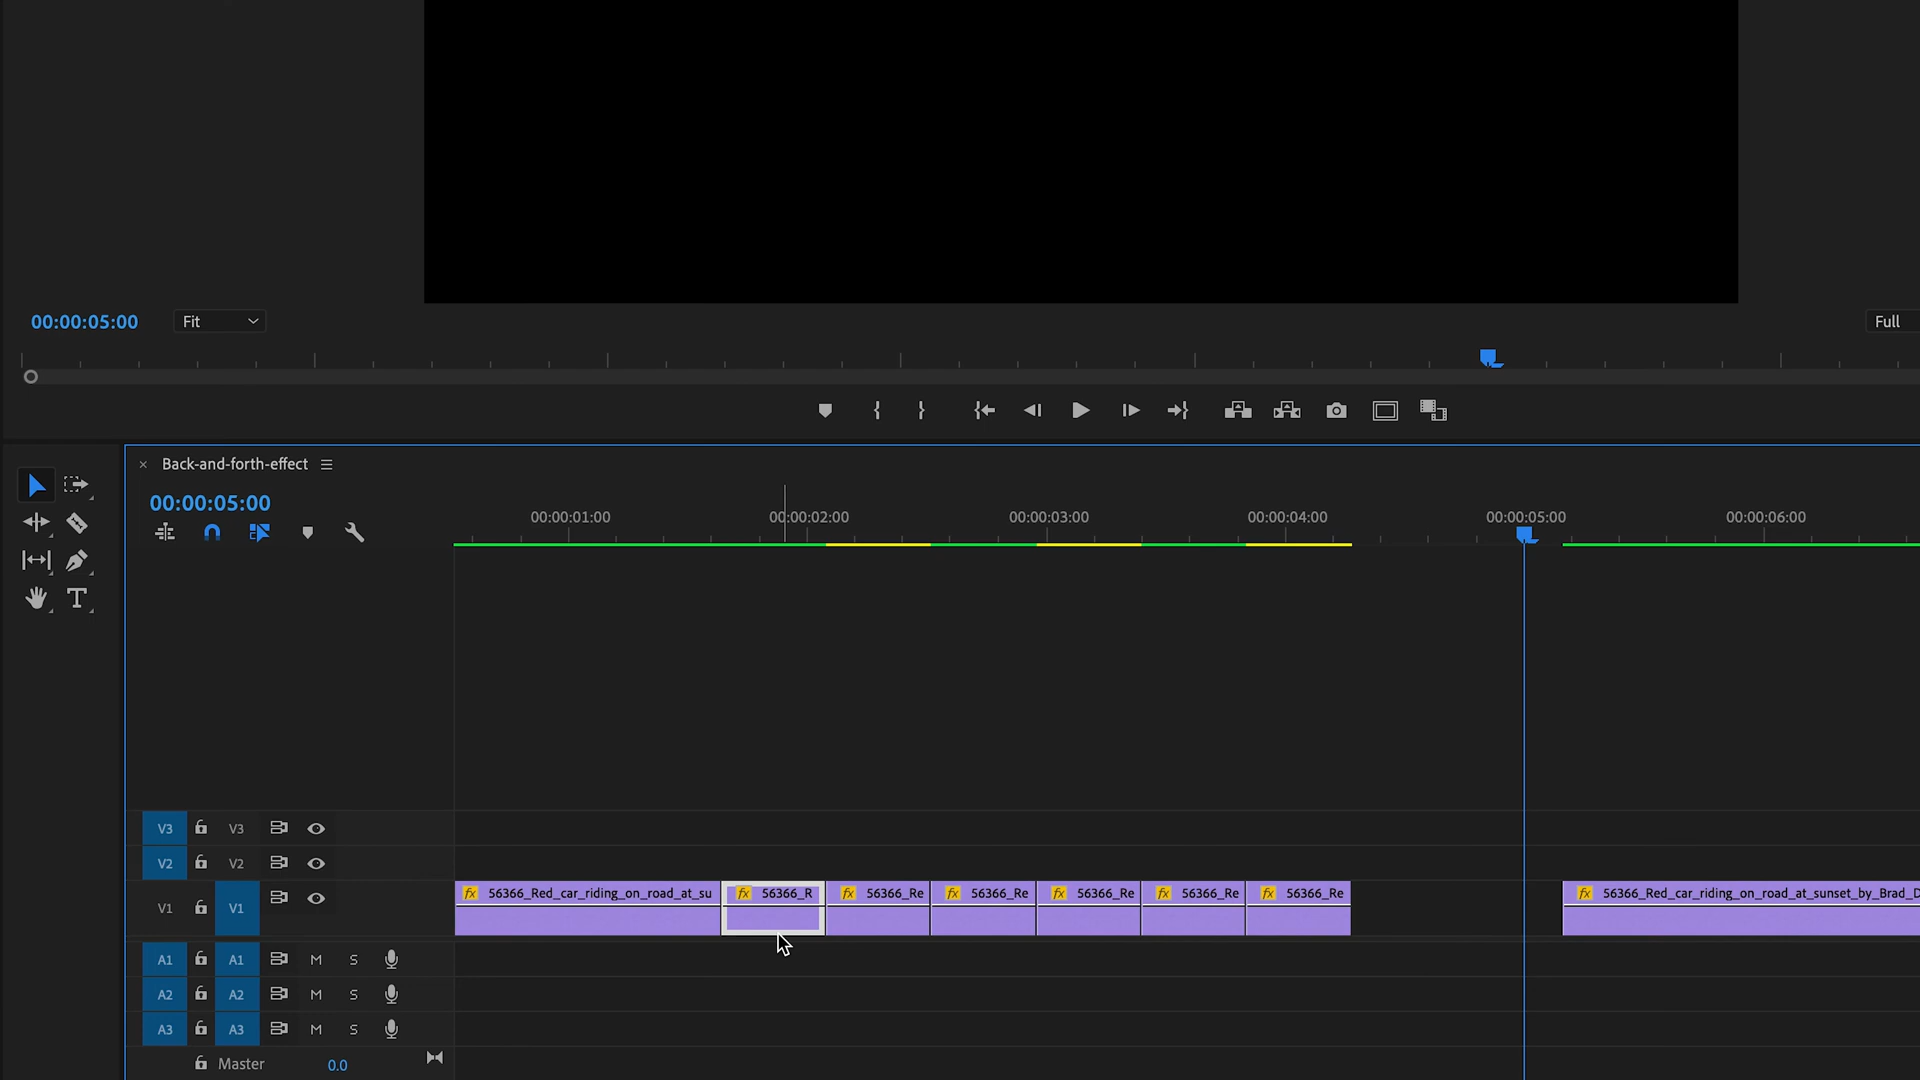 00:00:05:00 Fit Full
Back-and-forth-effect
00:00:05:00
00:00:01:00 00:00:02:00 00:00:03:00 00:00:04:00 00:00:05:00 00:00:06:00
V3 V3
V2 V2
V1 V1 fx 56366_Red_car_riding_on_road_at_su fx 56366_R fx 56366_Re fx 56366_Re fx 56366_Re fx 56366_Re fx 56366_Re fx 56366_Red_car_riding_on_road_at_sunset_by_Brad_D
A1 A1 M S
A2 A2 M S
A3 A3 M S
Master 0.0